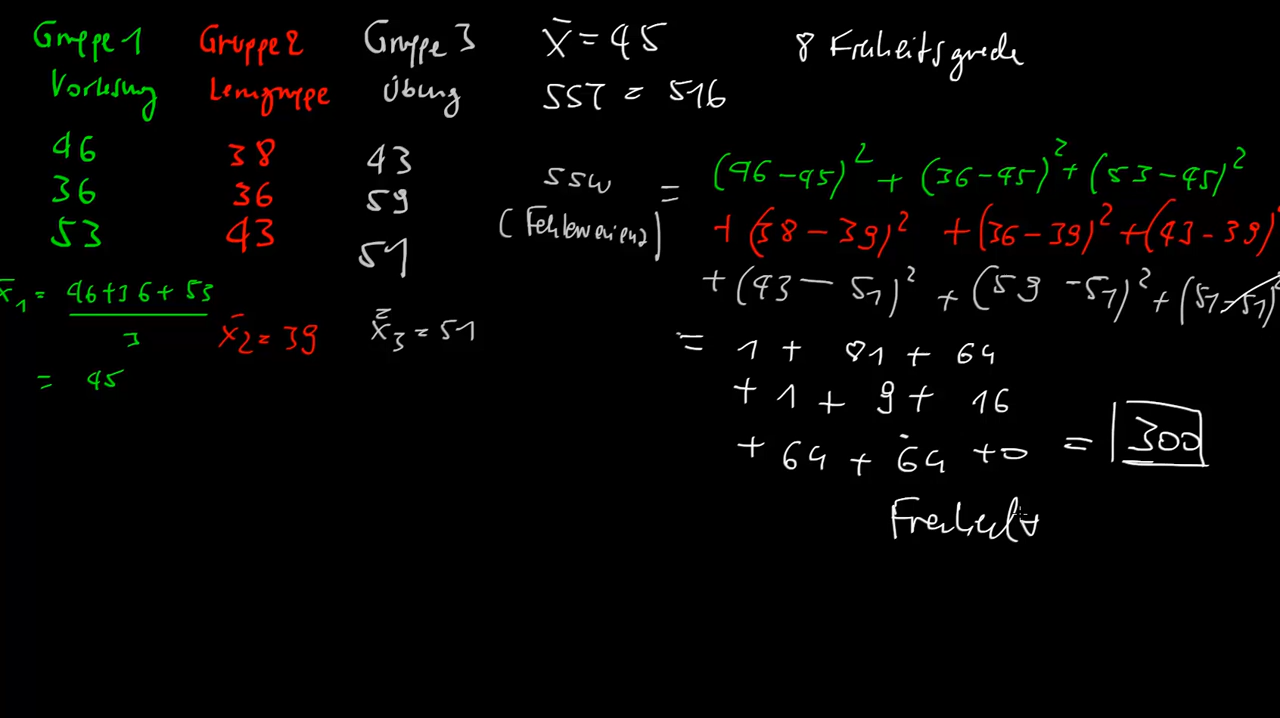 Gruppe 1 Gruppe 2 Gruppe 3 x̄ = 45 8 Freiheitsgrade
Vorlesung Lerngruppe Übung SST = 516
46 38 43
36 36 59
53 43 51
SSW = (46-45)² + (36-45)² + (53-45)²
(Fehlervarianz) + (38-39)² + (36-39)² + (43-39)²
+ (43-51)² + (59-51)² + (51-51)²
x̄1 = 46+36+53
3
= 45
x̄2 = 39
x̄3 = 51
= 1 + 81 + 64
+ 1 + 9 + 16
+ 64 + 64 + 0 = 300